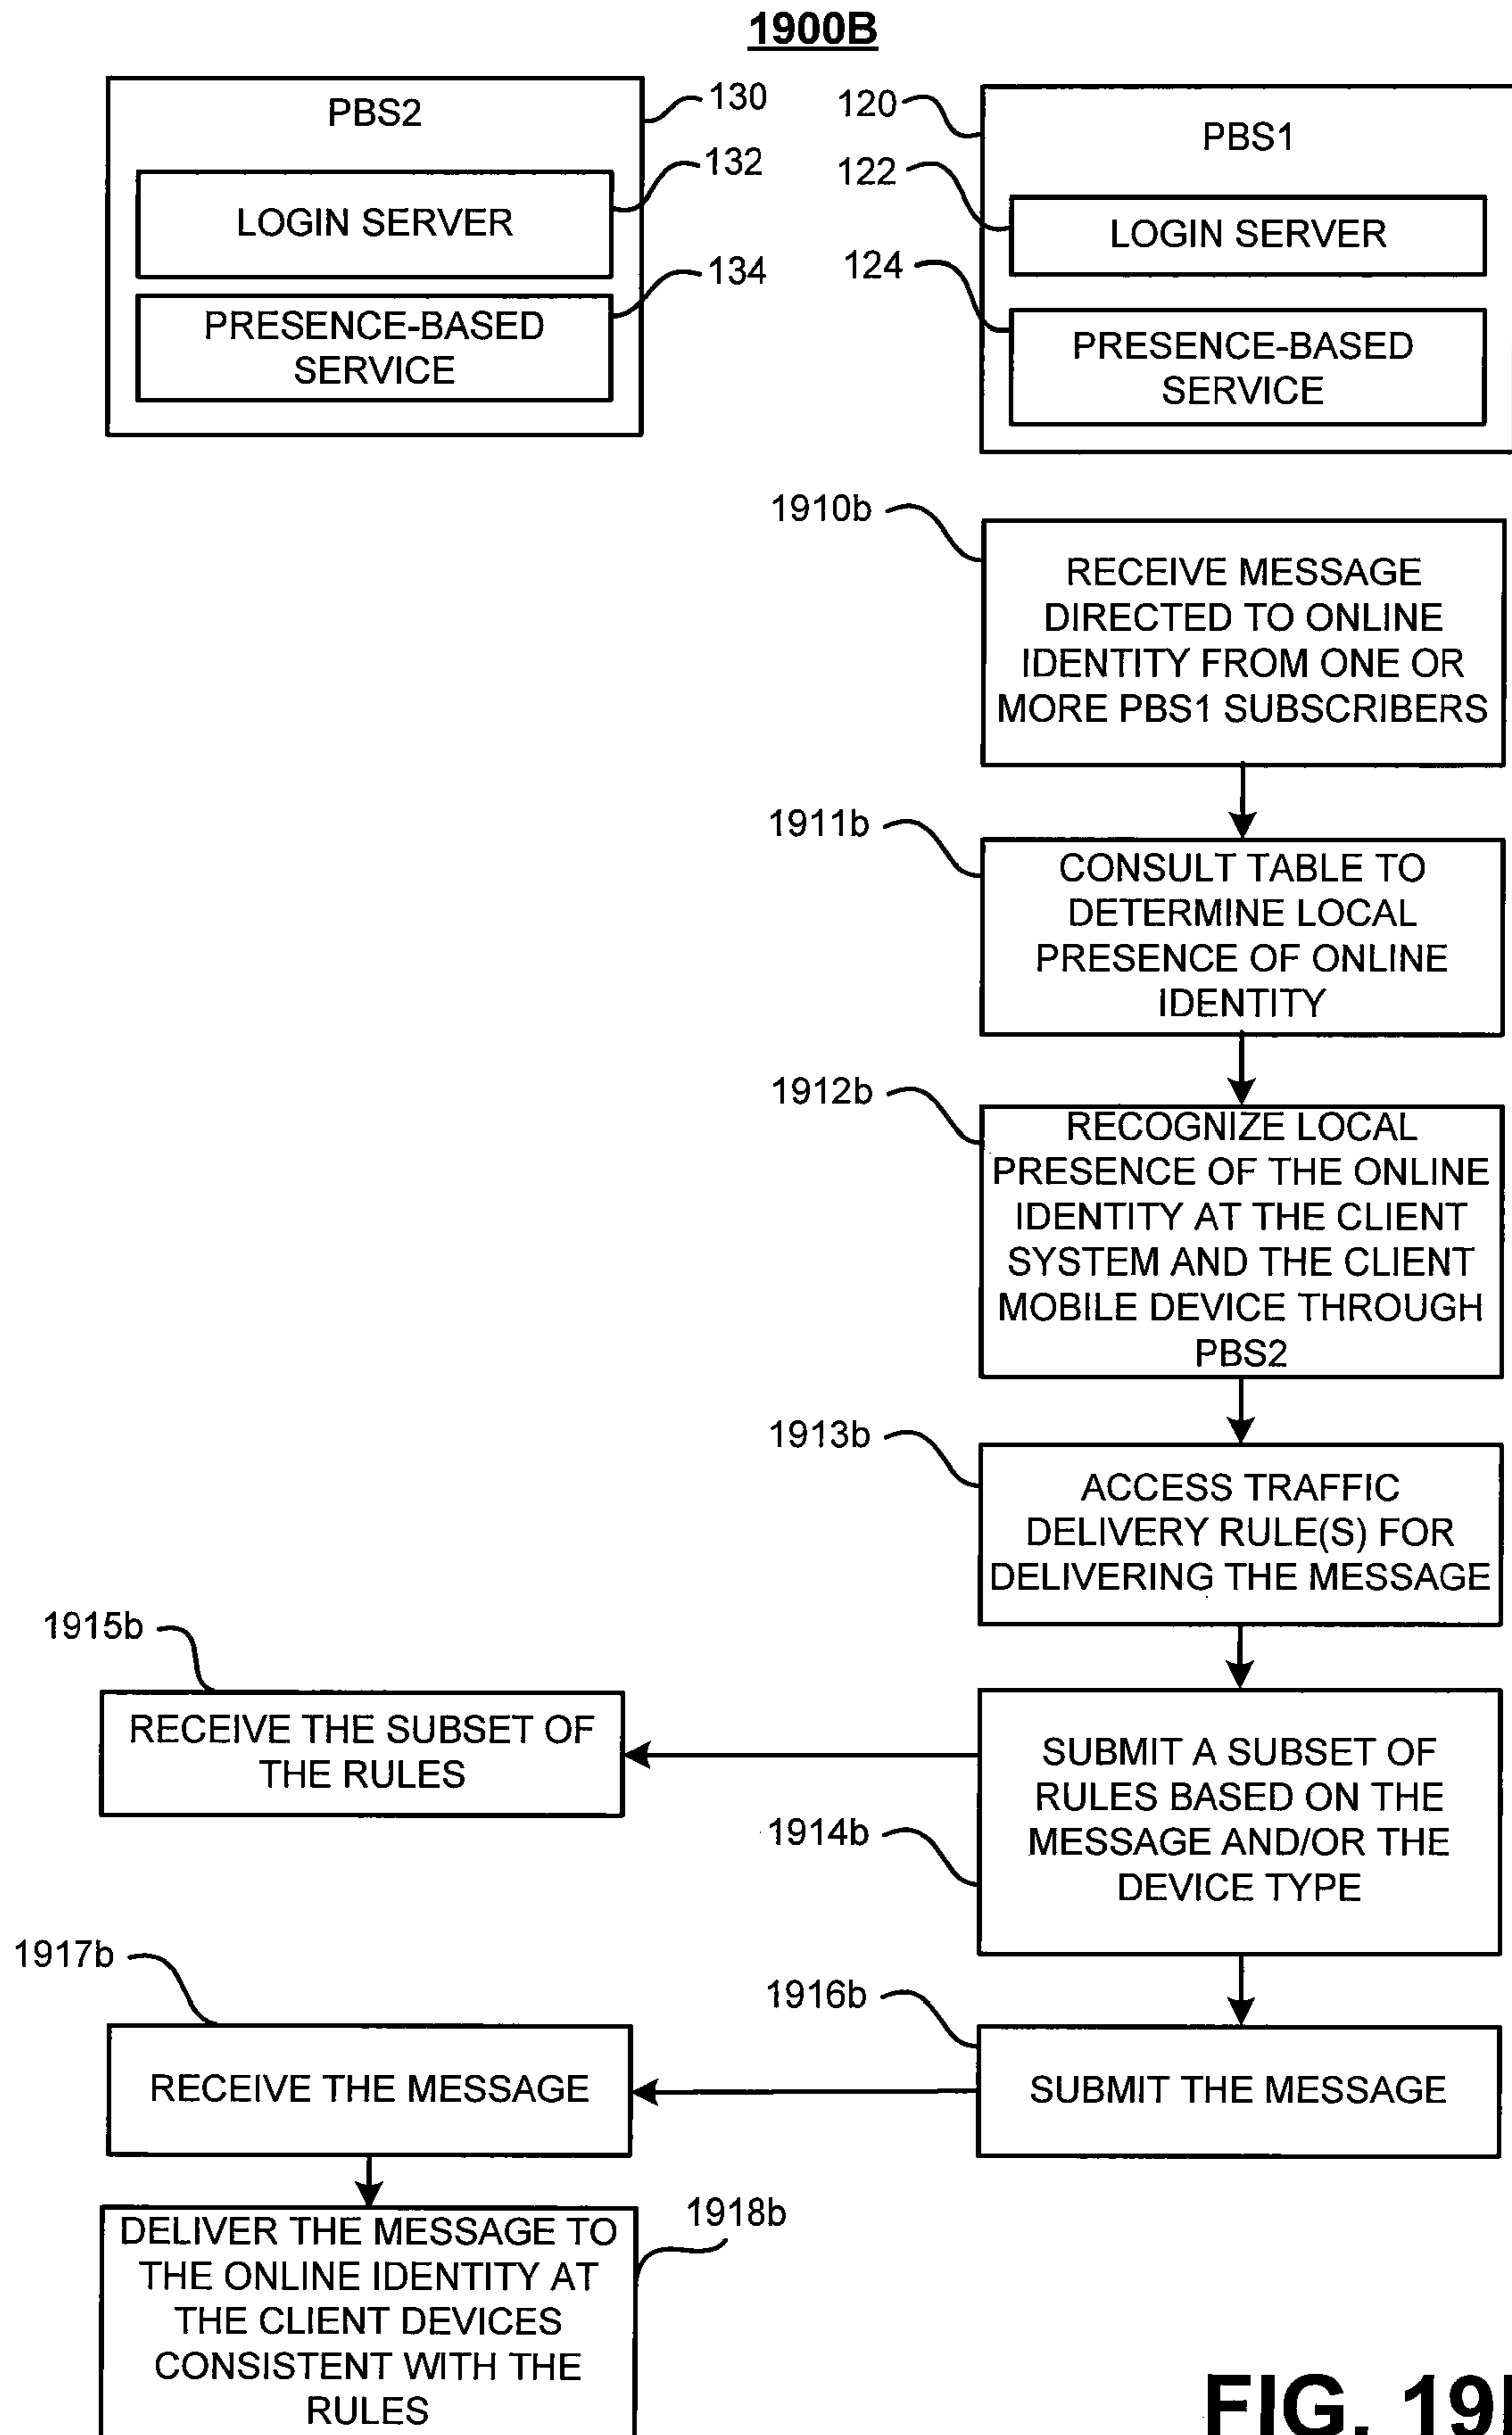 1900B
PBS2
130
LOGIN SERVER
132
PRESENCE-BASED
SERVICE
134
120
PBS1
122
LOGIN SERVER
124
PRESENCE-BASED
SERVICE
1910b
RECEIVE MESSAGE
DIRECTED TO ONLINE
IDENTITY FROM ONE OR
MORE PBS1 SUBSCRIBERS
1911b
CONSULT TABLE TO
DETERMINE LOCAL
PRESENCE OF ONLINE
IDENTITY
1912b
RECOGNIZE LOCAL
PRESENCE OF THE ONLINE
IDENTITY AT THE CLIENT
SYSTEM AND THE CLIENT
MOBILE DEVICE THROUGH
PBS2
1913b
ACCESS TRAFFIC
DELIVERY RULE(S) FOR
DELIVERING THE MESSAGE
1915b
RECEIVE THE SUBSET OF
THE RULES
1914b
SUBMIT A SUBSET OF
RULES BASED ON THE
MESSAGE AND/OR THE
DEVICE TYPE
1917b
RECEIVE THE MESSAGE
1916b
SUBMIT THE MESSAGE
1918b
DELIVER THE MESSAGE TO
THE ONLINE IDENTITY AT
THE CLIENT DEVICES
CONSISTENT WITH THE
RULES
FIG. 19